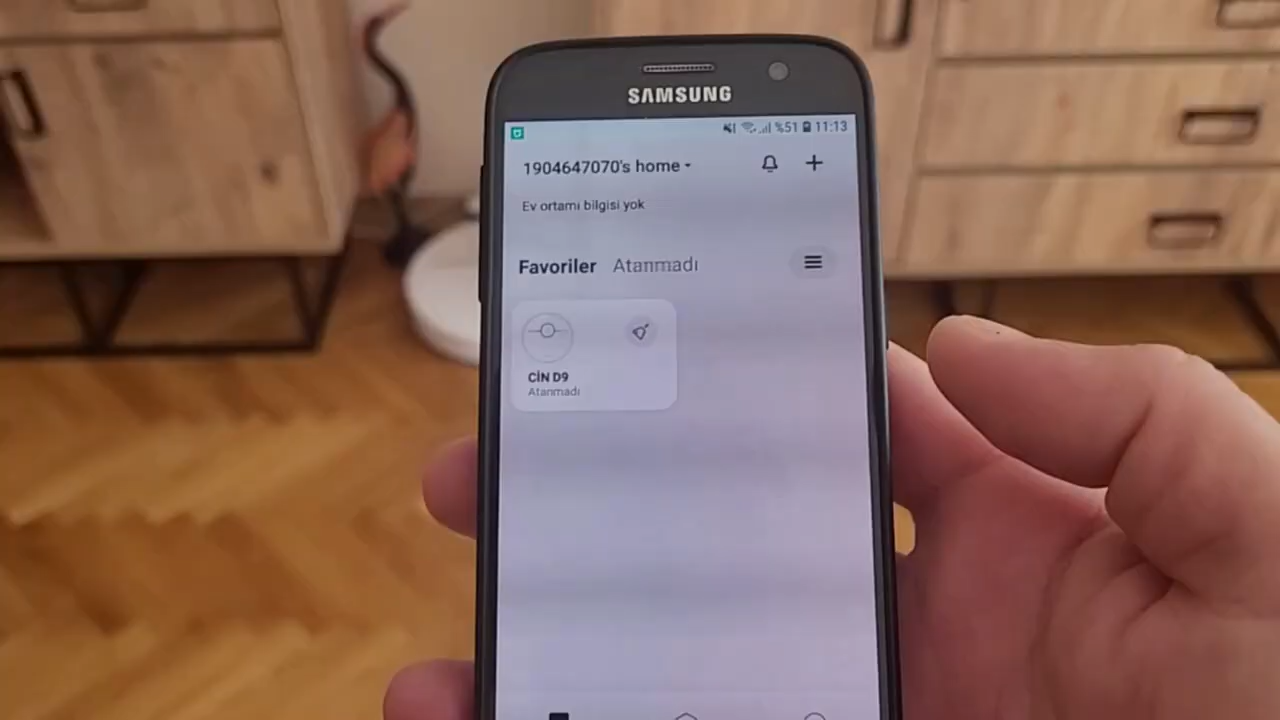 SAMSUNG
%51 11:13
1904647070's home
Ev ortamı bilgisi yok
Favoriler Atanmadı
CİN D9
Atanmadı